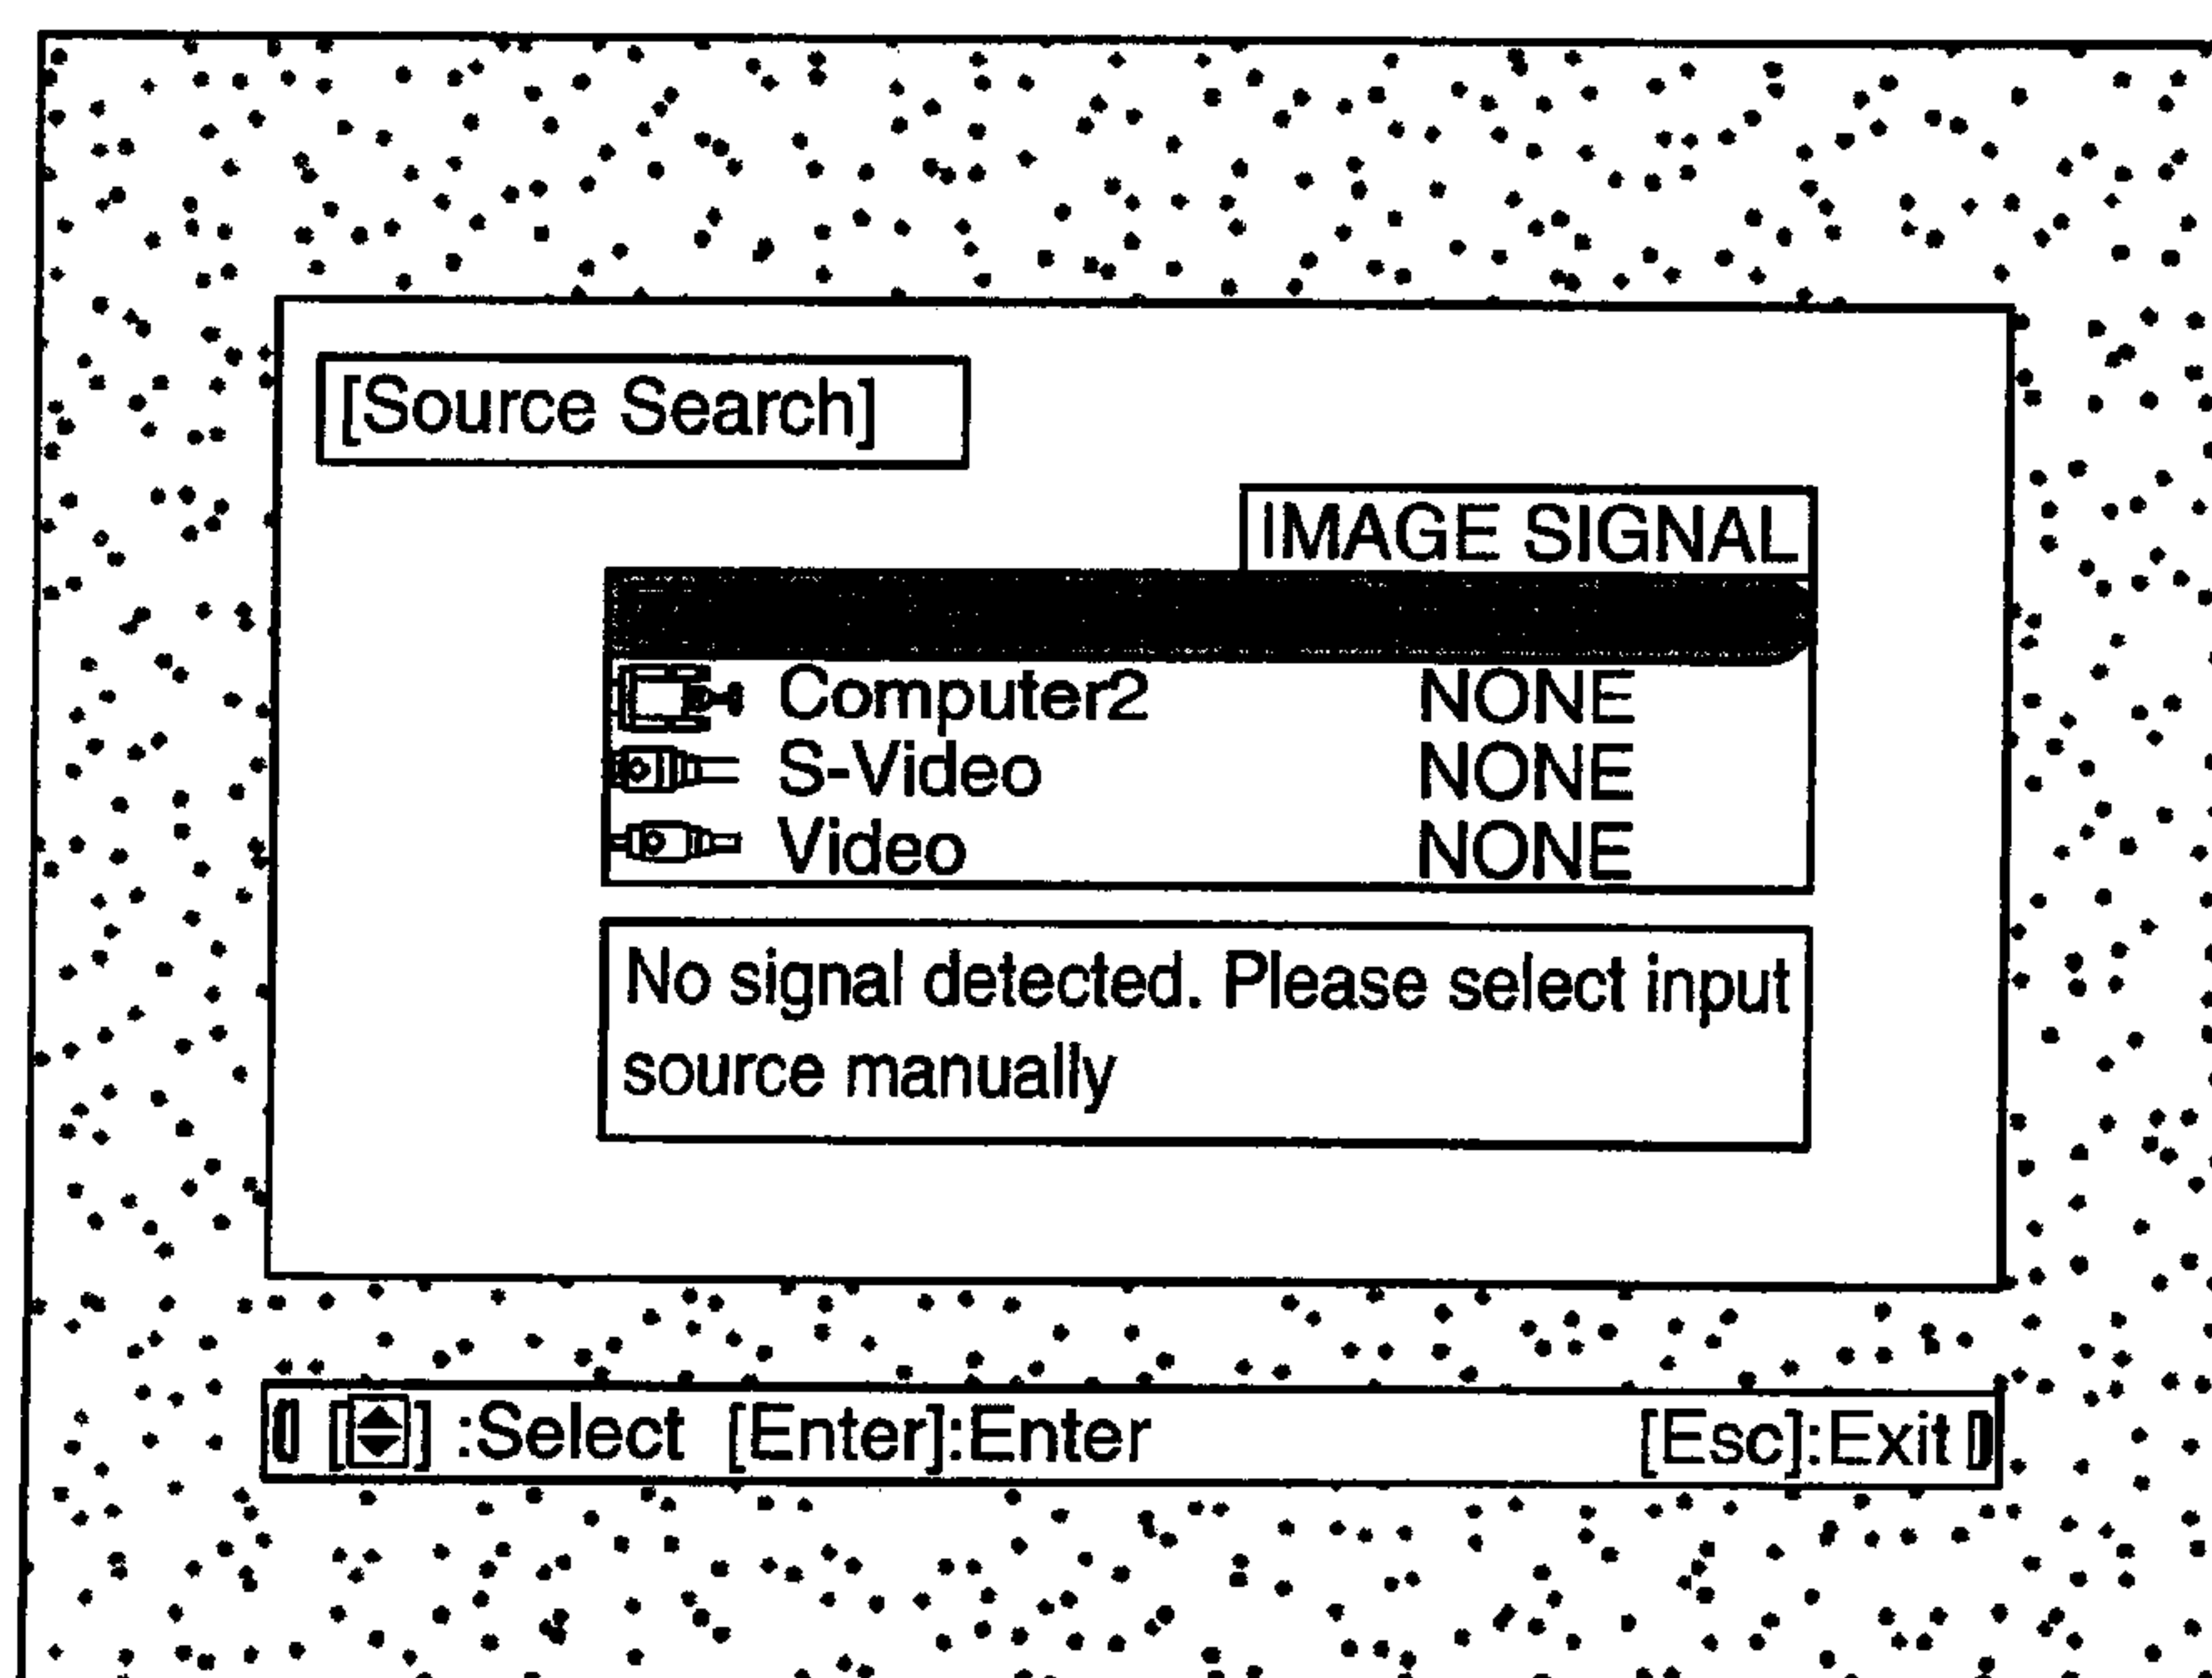 [Source Search]
IMAGE SIGNAL
Computer2 NONE
S-Video NONE
Video NONE
No signal detected. Please select input
source manually
[] :Select [Enter]:Enter [Esc]:Exit